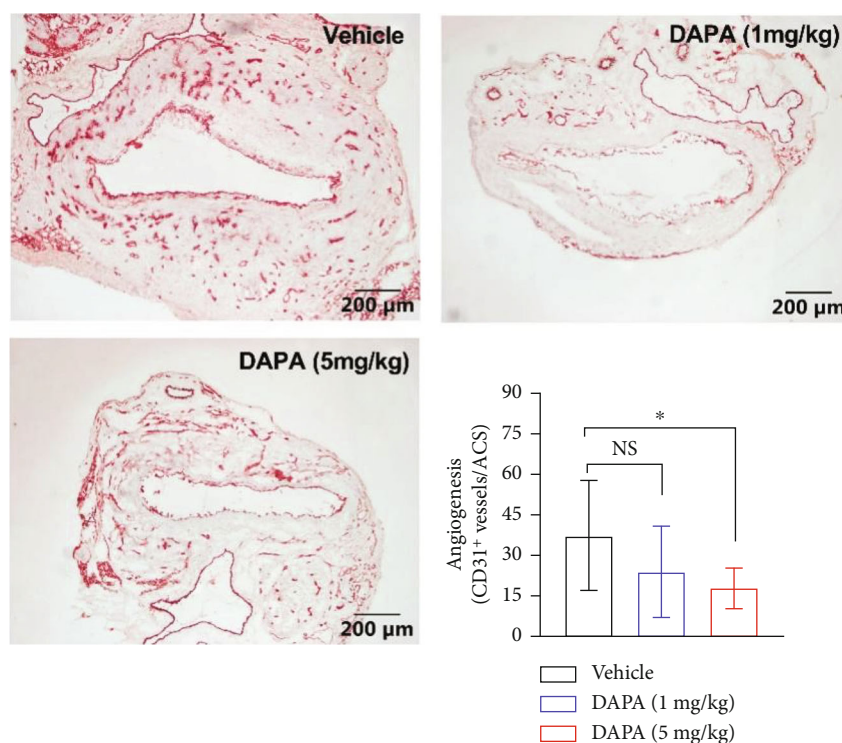 Vehicle
200 μm
DAPA (1mg/kg)
200 μm
DAPA (5mg/kg)
200 μm
Angiogenesis
(CD31⁺ vessels/ACS)
90
75
60
45
30
15
0
*
NS
Vehicle
DAPA (1 mg/kg)
DAPA (5 mg/kg)